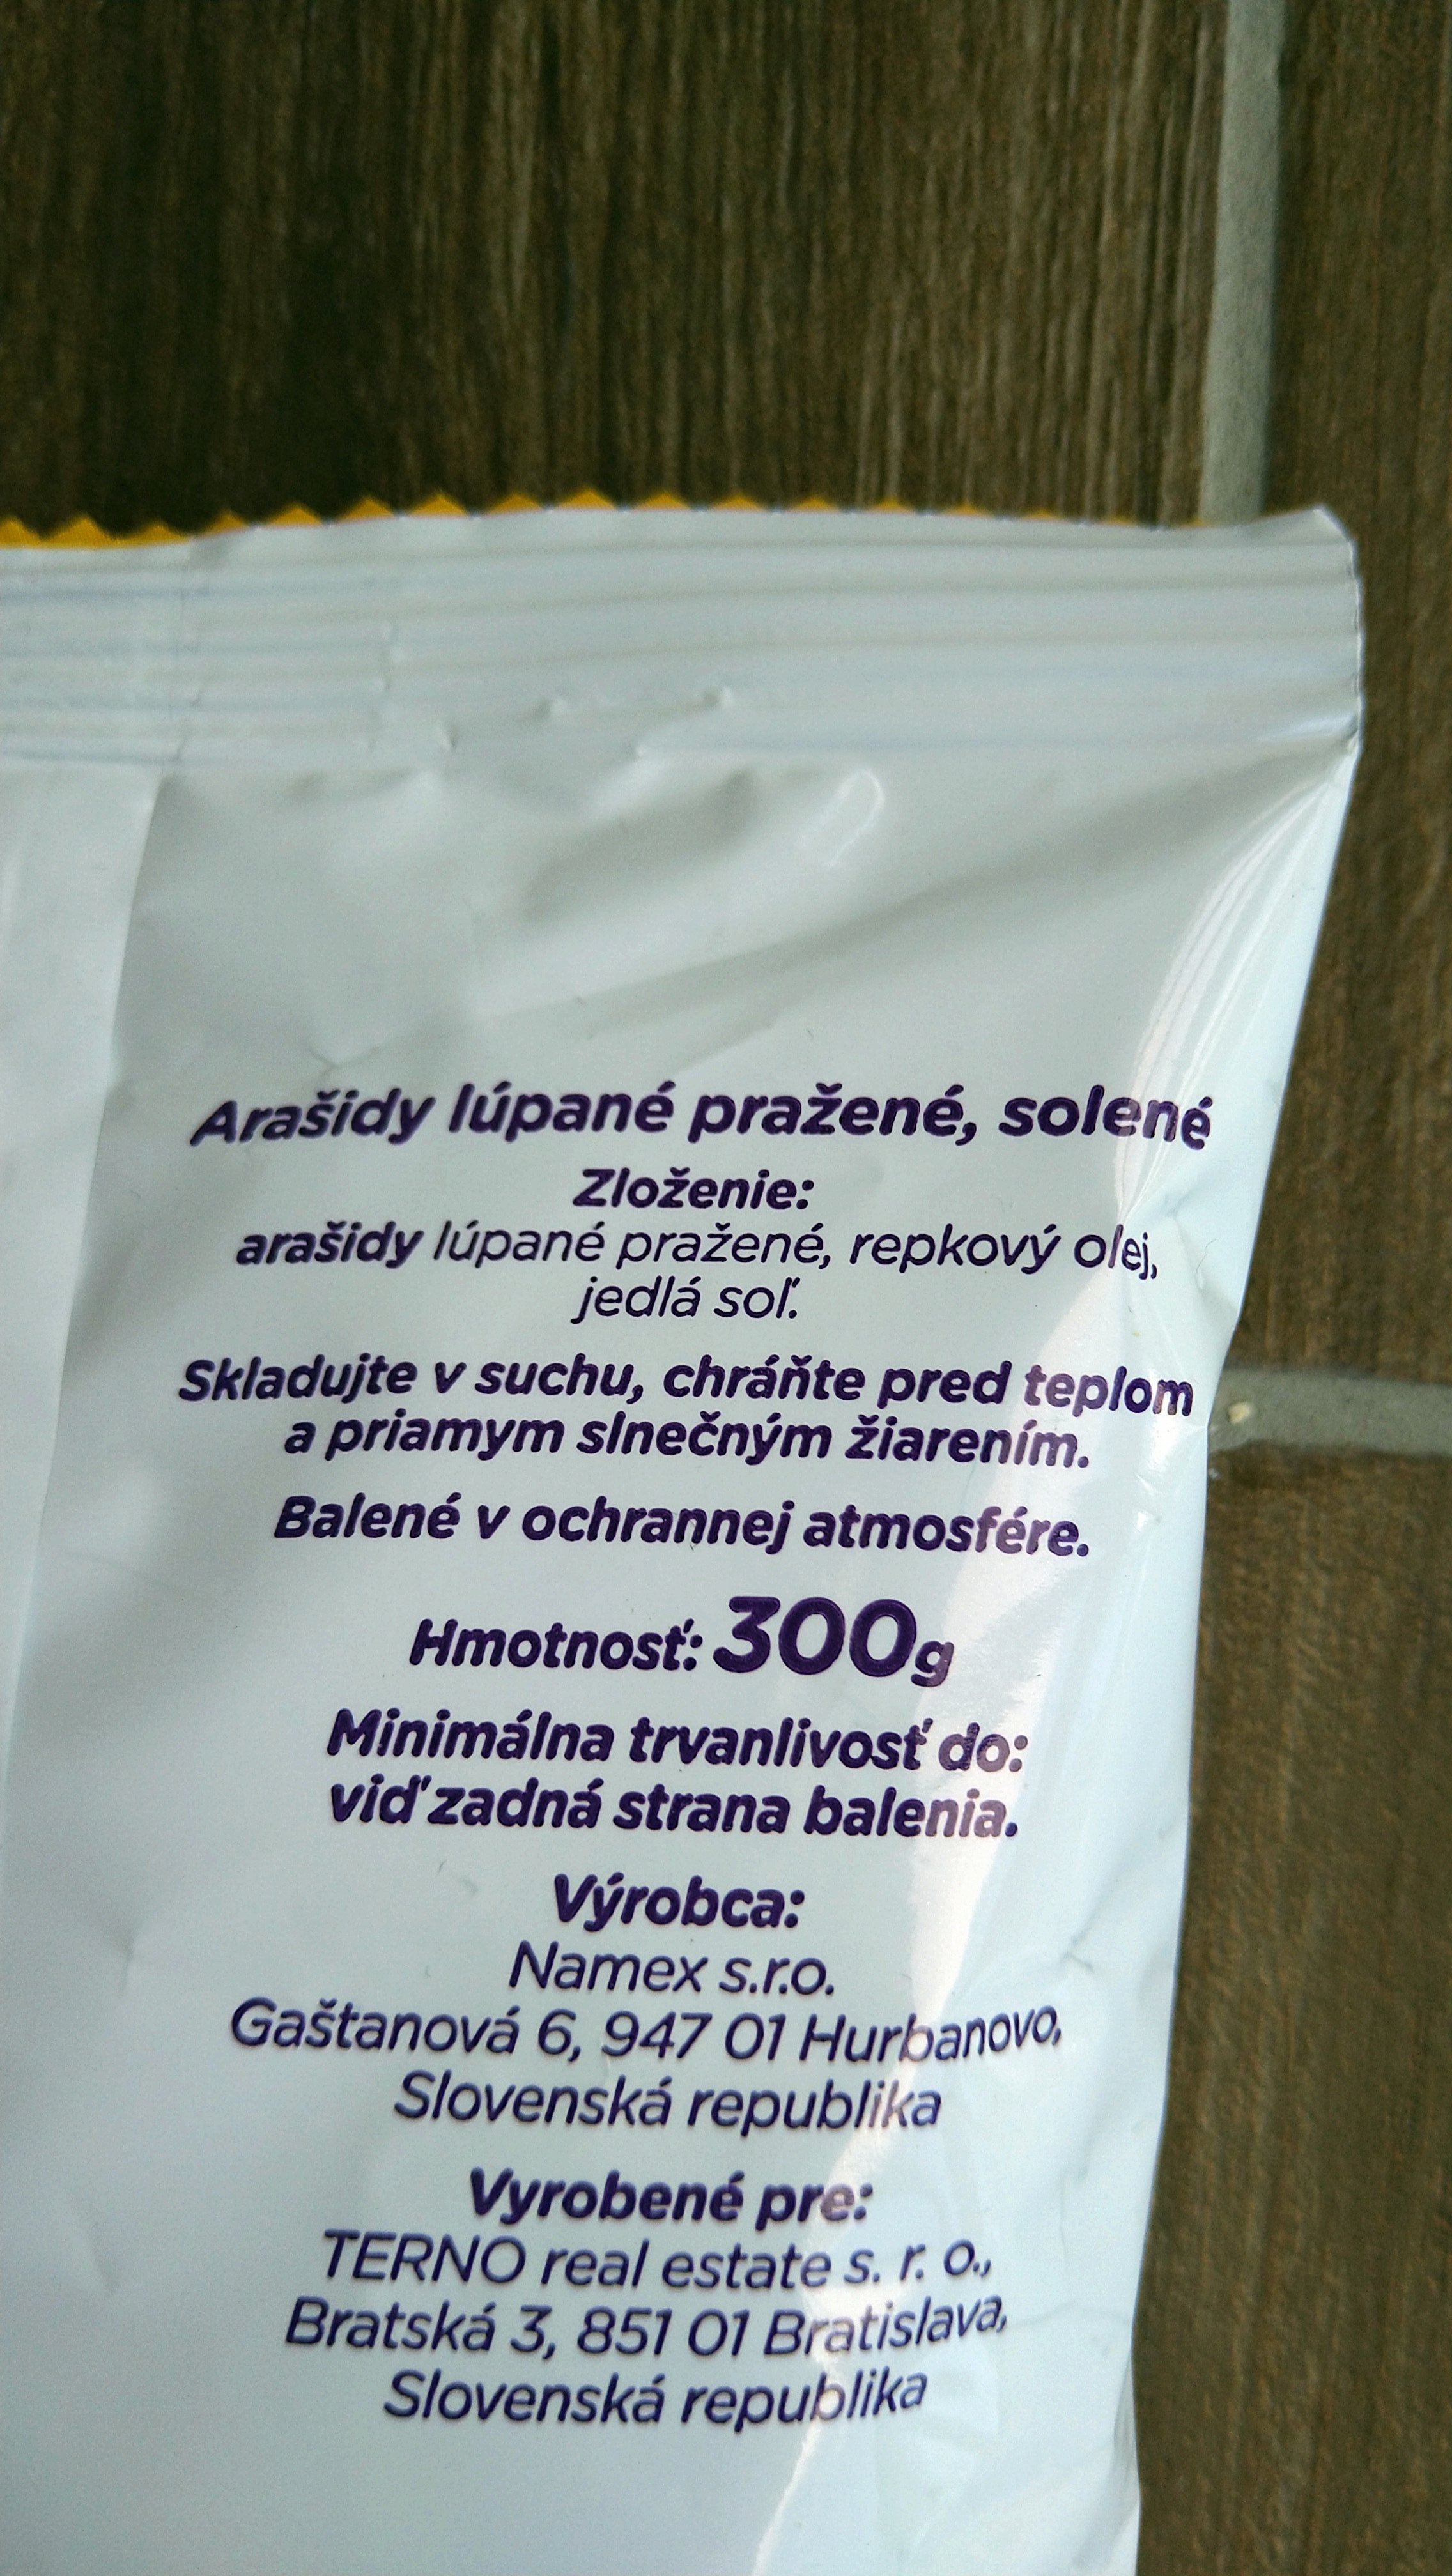 Arašidy lúpané pražené, solené
Zloženie:
arašidy lúpané pražené, repkový olej,
jedlá soľ.
Skladujte v suchu, chráňte pred teplom
a priamym slnečným žiarením.
Balené v ochrannej atmosfére.
Hmotnosť: 300g
Minimálna trvanlivosť do:
viď zadná strana balenia.
Výrobca:
Namex s.r.o.
Gaštanová 6, 947 01 Hurbanovo,
Slovenská republika
Vyrobené pre:
TERNO real estate s. r. o.,
Bratská 3, 851 01 Bratislava,
Slovenská republika